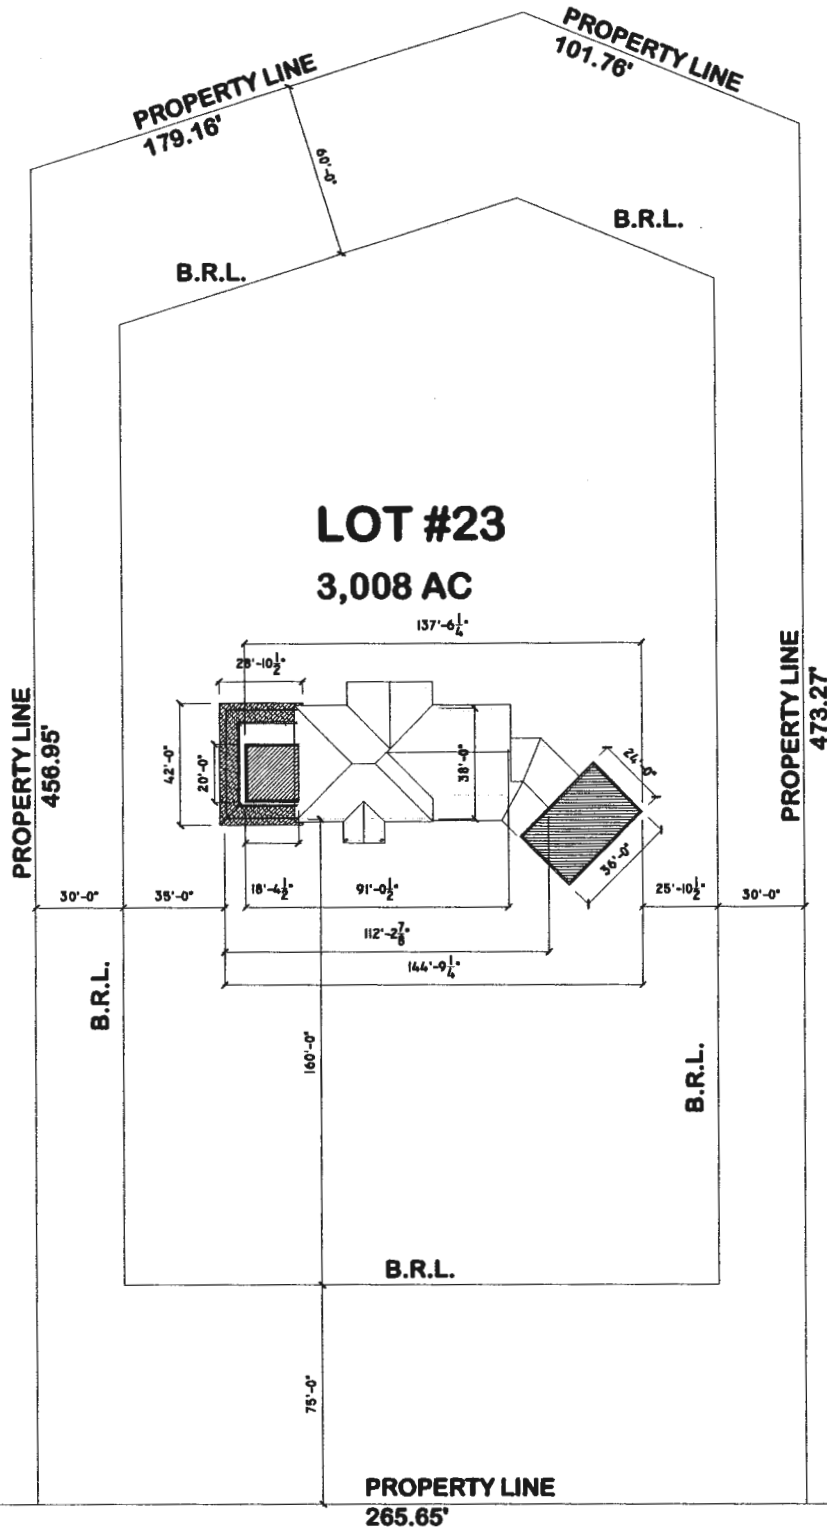 PROPERTY LINE
179.16'
PROPERTY LINE
101.76'
60'-0"
B.R.L.
B.R.L.
LOT #23
3,008 AC
137'-6 1/4"
28'-10 1/2"
42'-0"
20'-0"
38'-0"
24'-0"
36'-0"
PROPERTY LINE
456.95'
PROPERTY LINE
473.27'
30'-0"
35'-0"
18'-4 1/2"
91'-0 1/2"
25'-10 1/2"
30'-0"
112'-2 7/8"
144'-9 1/4"
B.R.L.
160'-0"
B.R.L.
B.R.L.
75'-0"
PROPERTY LINE
265.65'